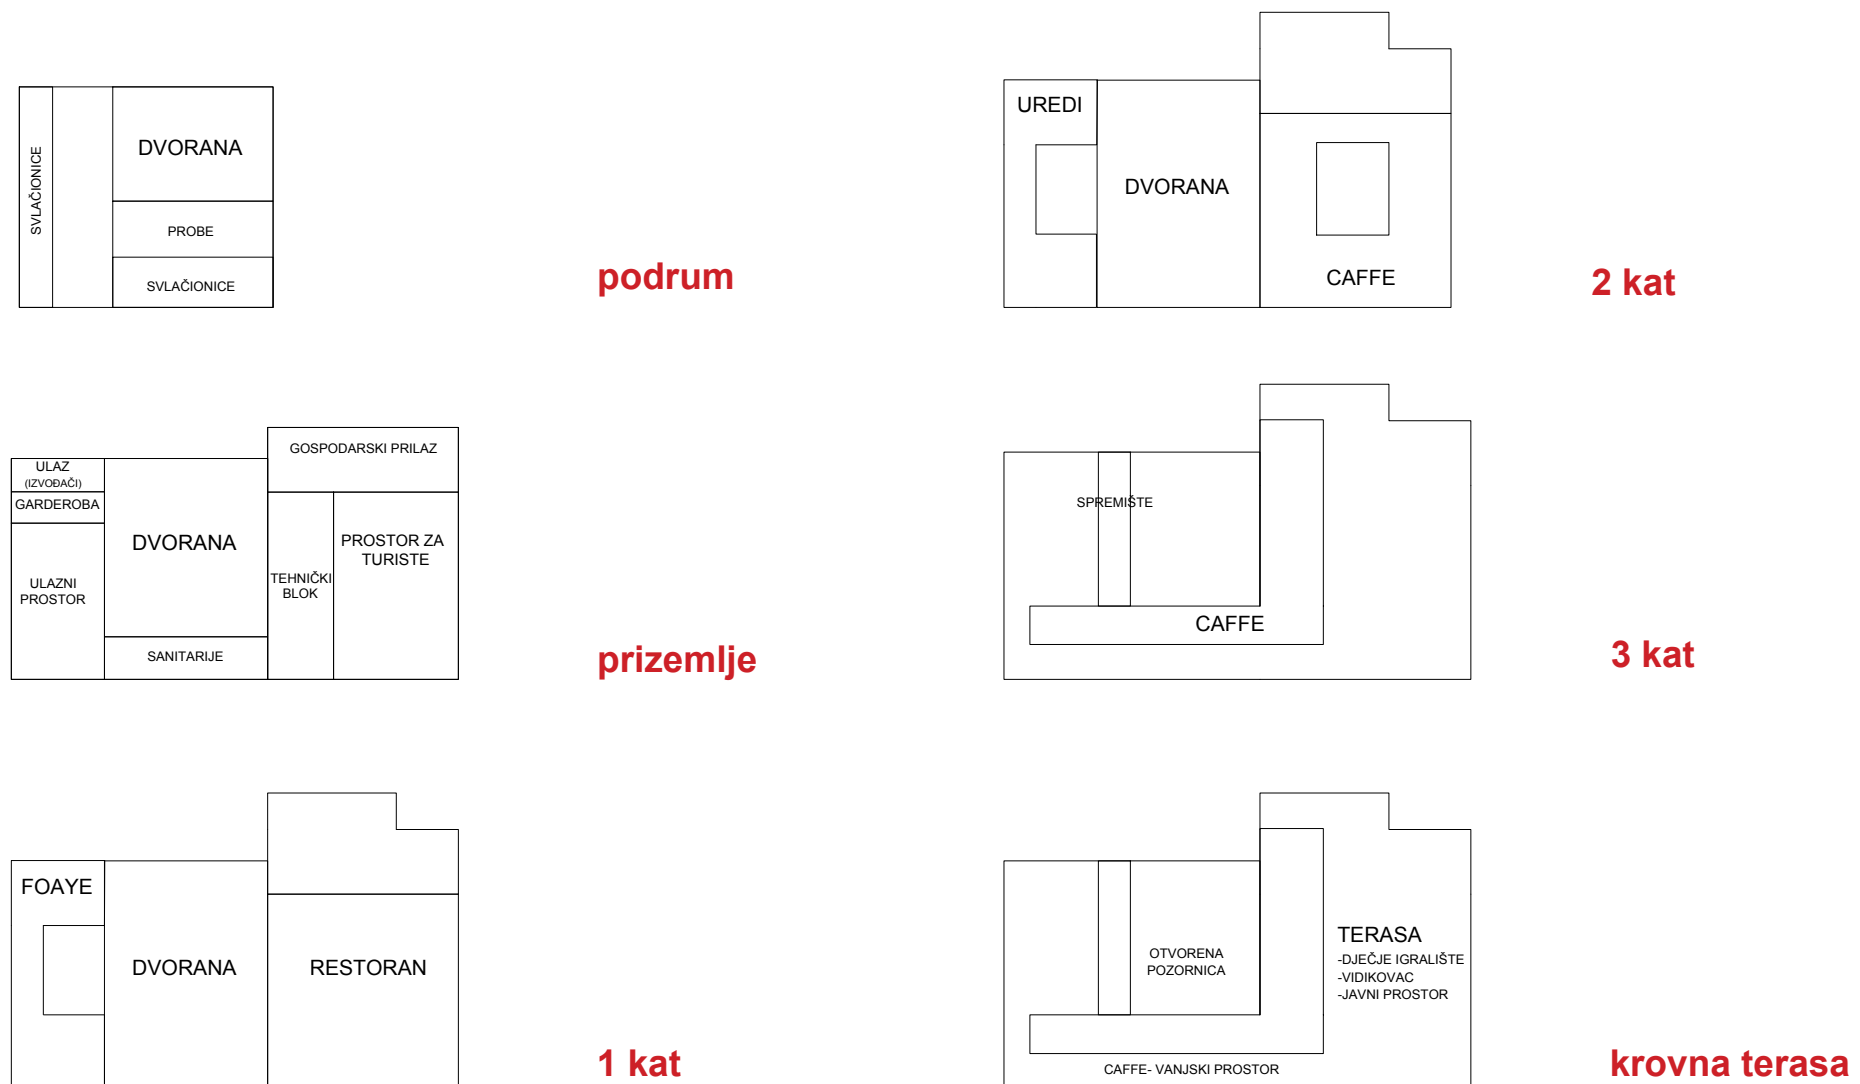 SVLAČIONICE
DVORANA
PROBE
SVLAČIONICE
podrum
ULAZ
(IZVOĐAČI)
GARDEROBA
ULAZNI
PROSTOR
DVORANA
SANITARIJE
GOSPODARSKI PRILAZ
TEHNIČKI
BLOK
PROSTOR ZA
TURISTE
prizemlje
FOAYE
DVORANA
RESTORAN
1 kat
UREDI
DVORANA
CAFFE
2 kat
SPREMIŠTE
CAFFE
3 kat
OTVORENA
POZORNICA
TERASA
-DJEČJE IGRALIŠTE
-VIDIKOVAC
-JAVNI PROSTOR
CAFFE- VANJSKI PROSTOR
krovna terasa